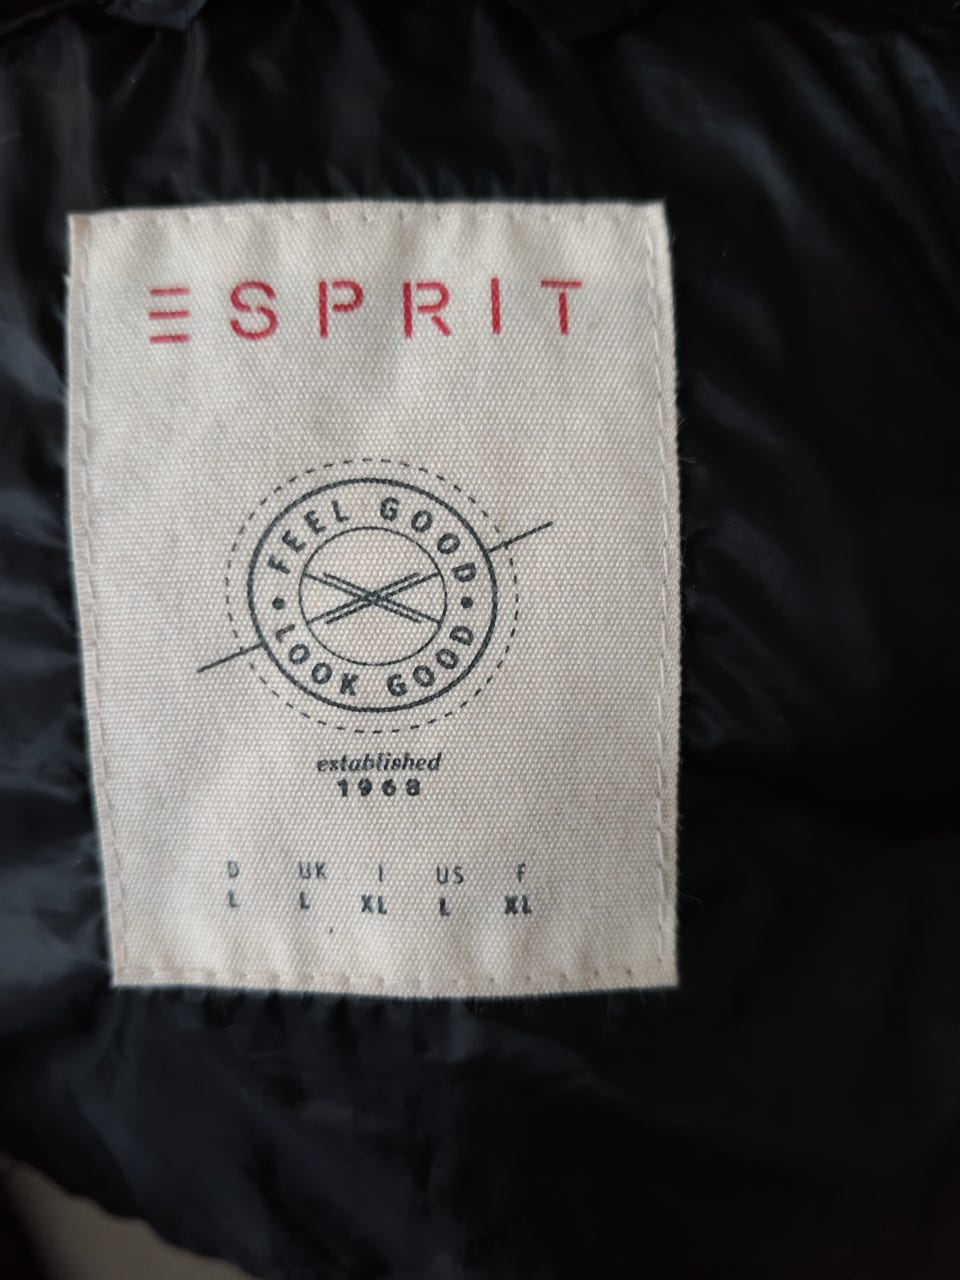 ESPRIT
FEEL GOOD
• LOOK GOOD •
established
1968
D UK I US F
L L XL L XL